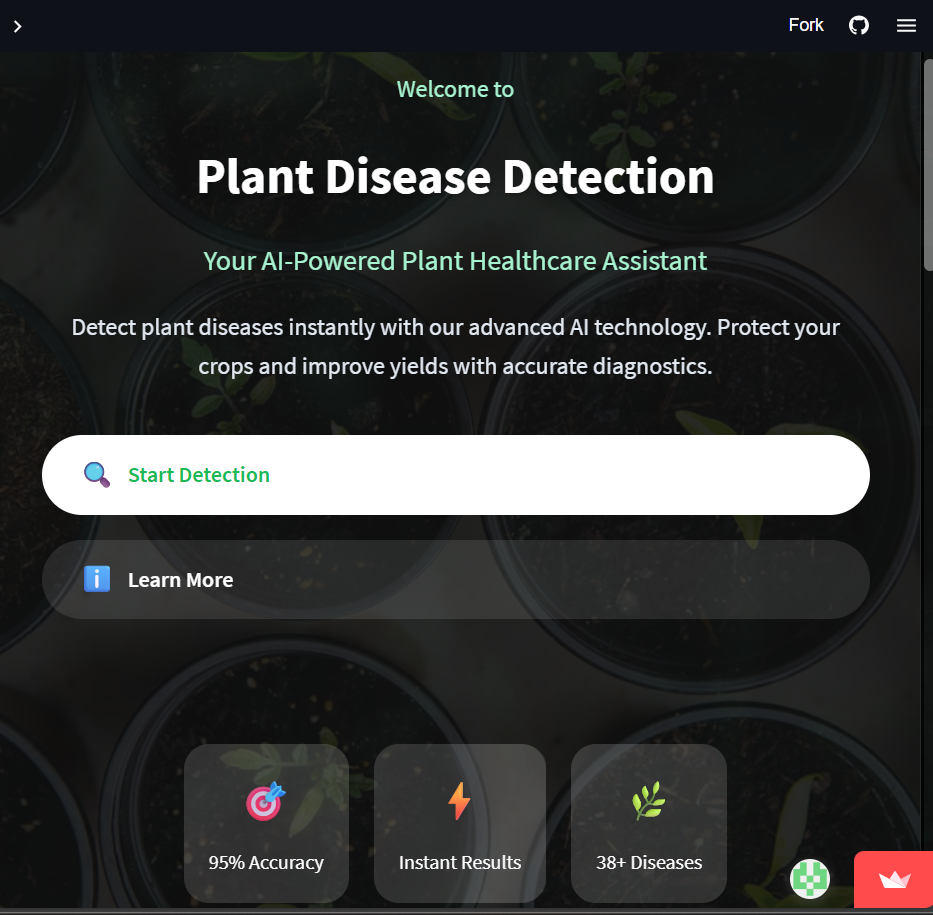 Fork
Welcome to
Plant Disease Detection
Your AI-Powered Plant Healthcare Assistant
Detect plant diseases instantly with our advanced AI technology. Protect your
crops and improve yields with accurate diagnostics.
Start Detection
Learn More
95% Accuracy
Instant Results
38+ Diseases